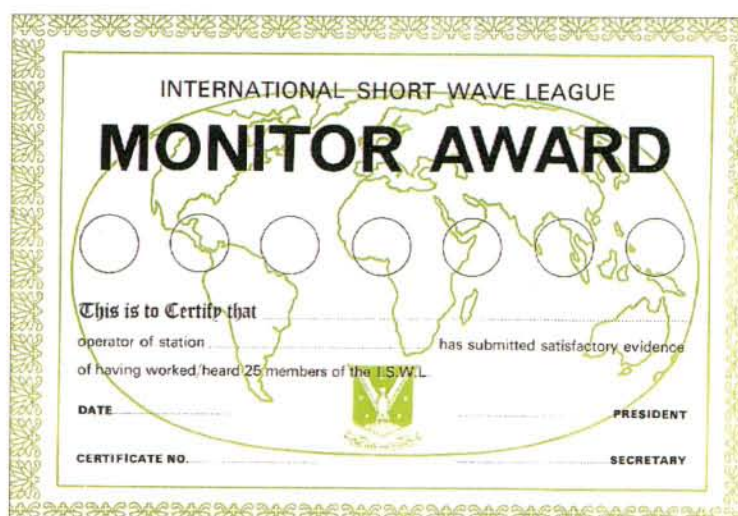 INTERNATIONAL SHORT WAVE LEAGUE
MONITOR AWARD
This is to Certify that
operator of station has submitted satisfactory evidence
of having worked/heard 25 members of the I.S.W.L.
DATE PRESIDENT
CERTIFICATE NO. SECRETARY